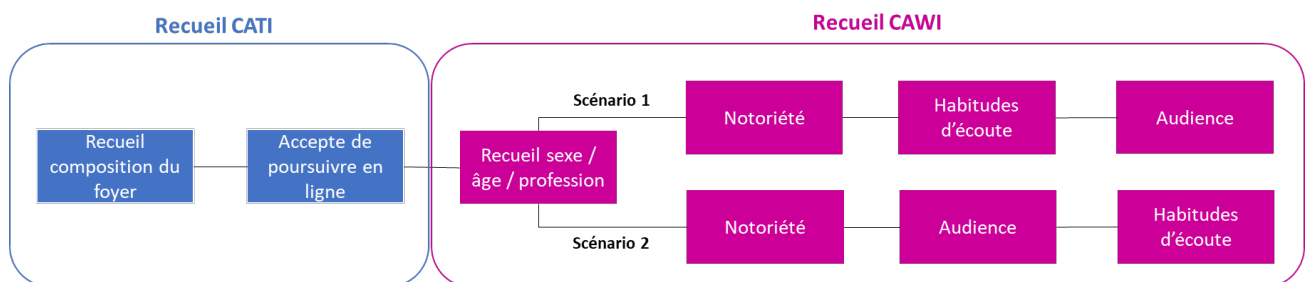 Recueil CATI
Recueil CAWI
Recueil
composition du
foyer
Accepte de
poursuivre en
ligne
Recueil sexe /
âge / profession
Scénario 1
Notoriété
Habitudes
d'écoute
Audience
Scénario 2
Notoriété
Audience
Habitudes
d'écoute